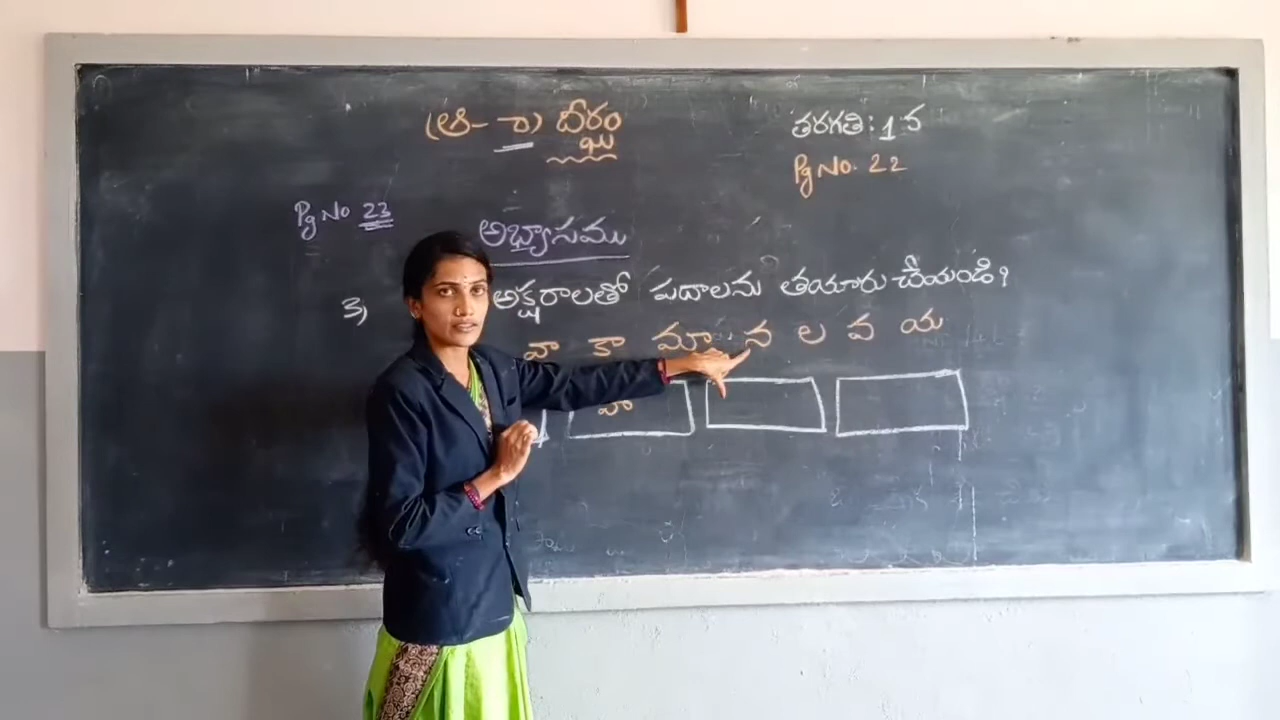 (ఆ - ా) దీర్ఘం
తరగతి : 1 వ
Pg No. 22
Pg No 23
అభ్యాసము
3) అక్షరాలతో పదాలను తయారు చేయండి?
వా కా మా న ల వ య
వా